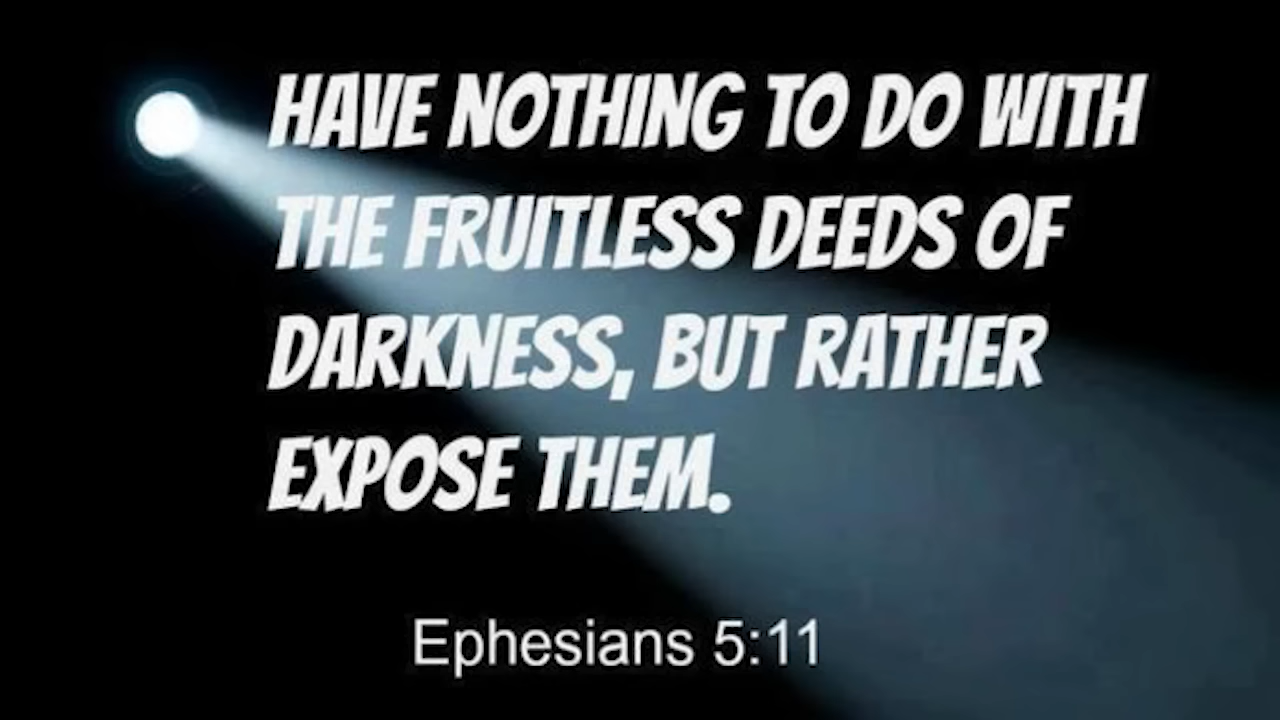 HAVE NOTHING TO DO WITH
THE FRUITLESS DEEDS OF
DARKNESS, BUT RATHER
EXPOSE THEM.
Ephesians 5:11